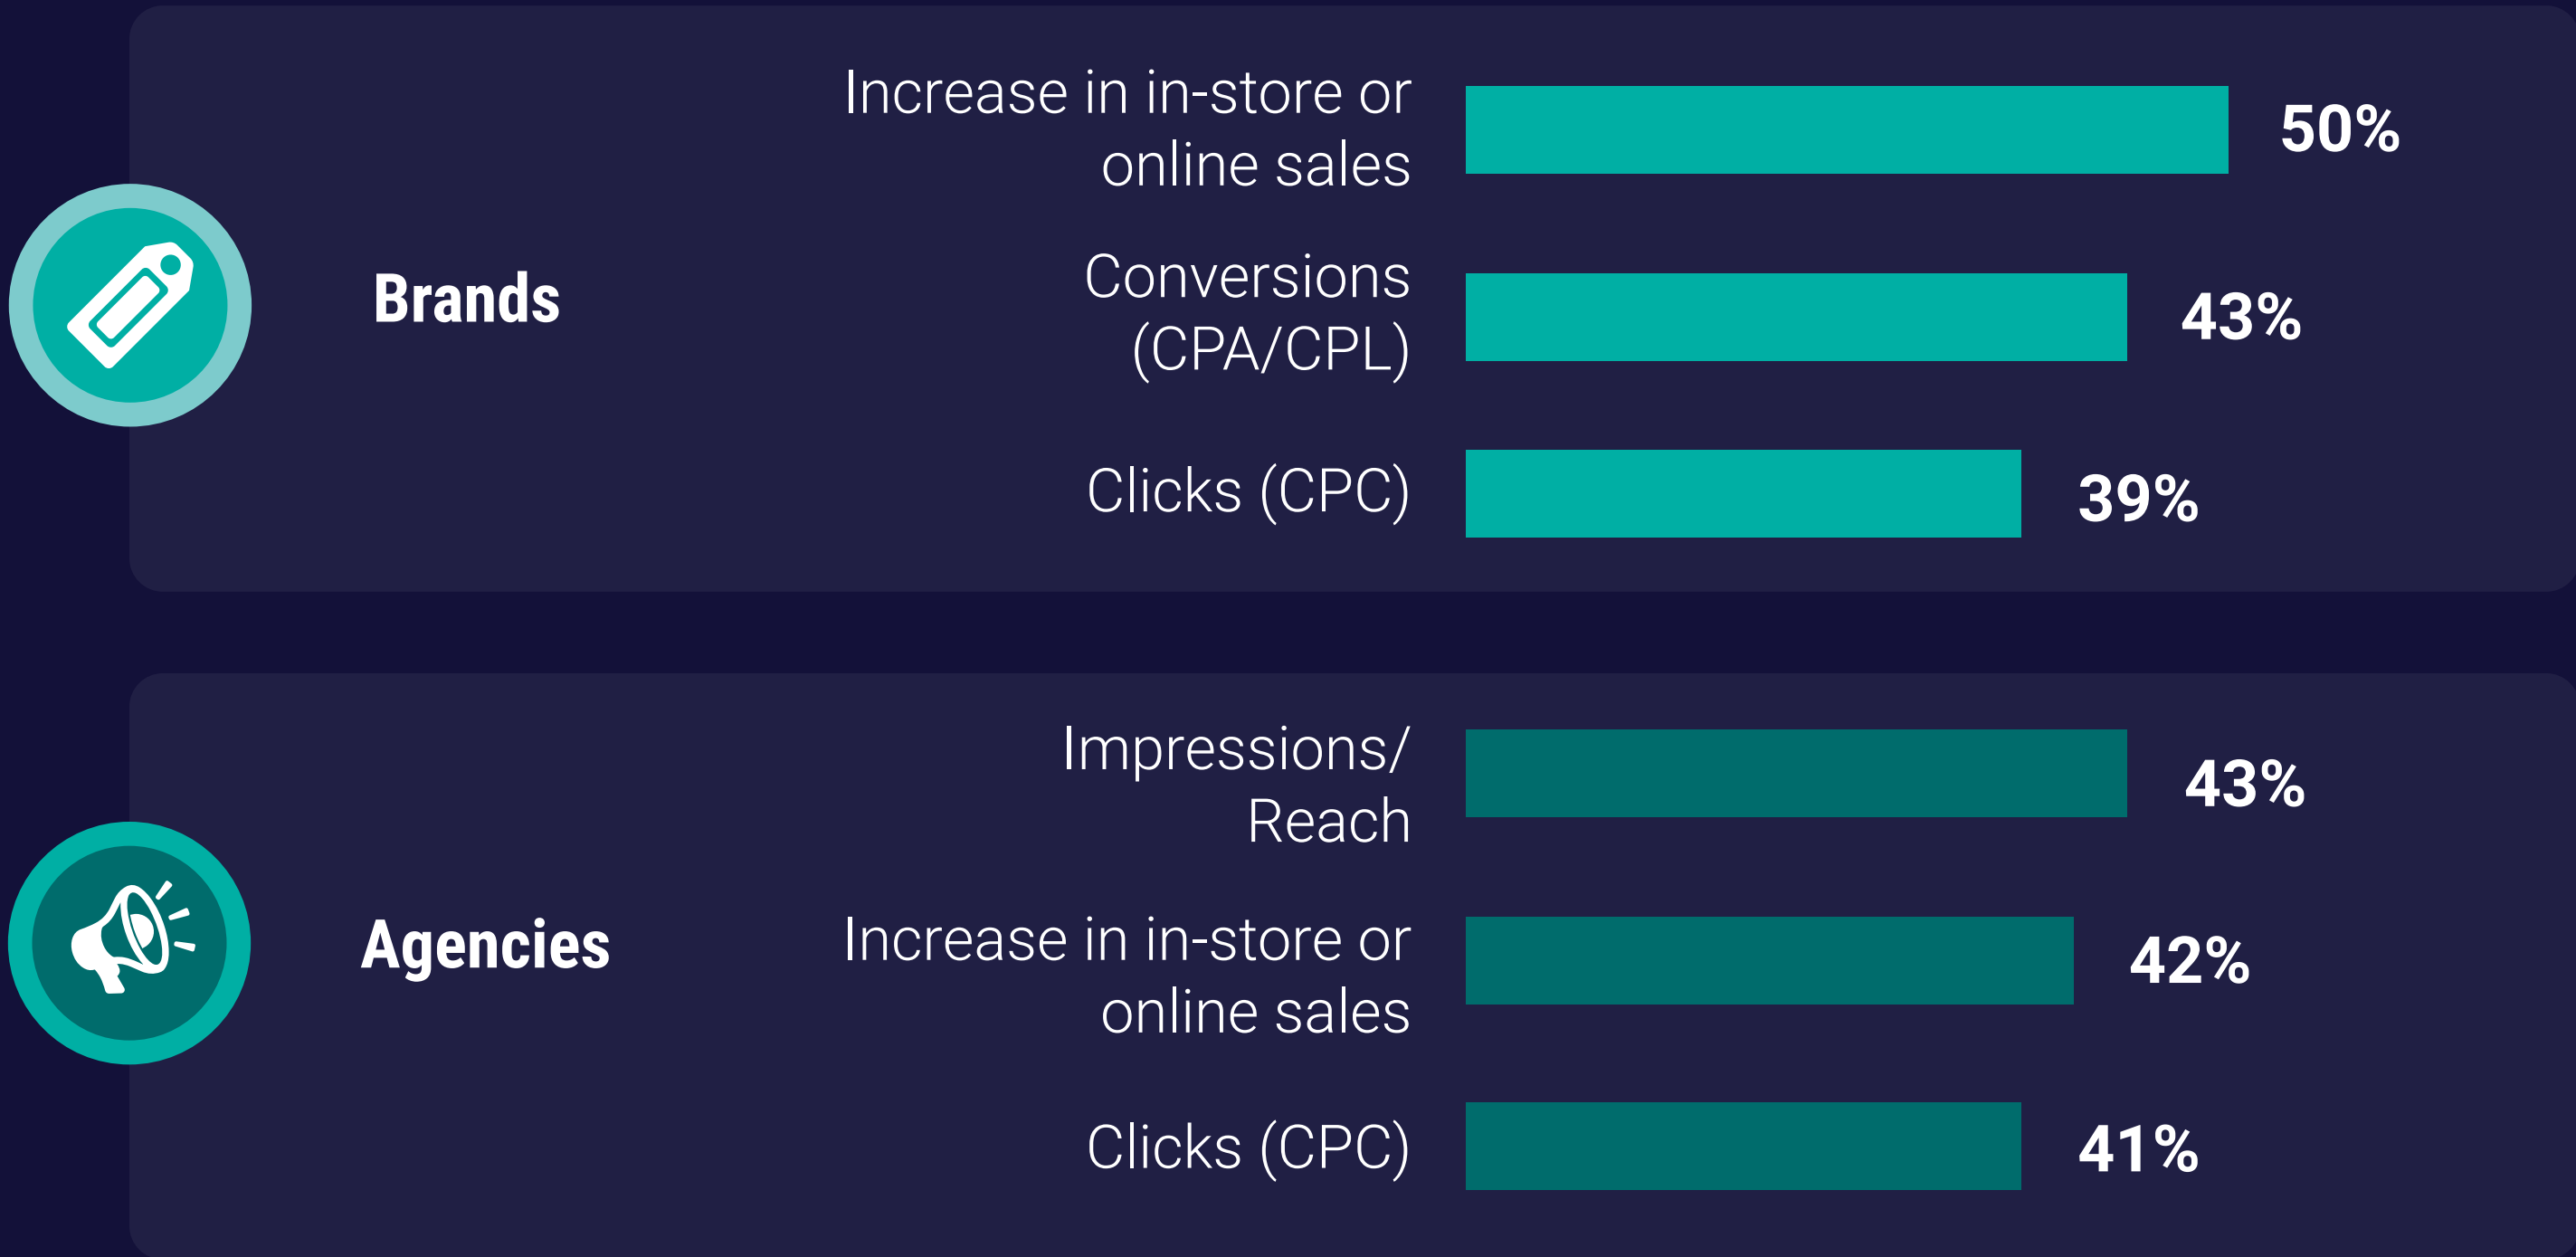 Brands
Increase in in-store or
online sales
50%
Conversions
(CPA/CPL)
43%
Clicks (CPC)
39%
Agencies
Impressions/
Reach
43%
Increase in in-store or
online sales
42%
Clicks (CPC)
41%